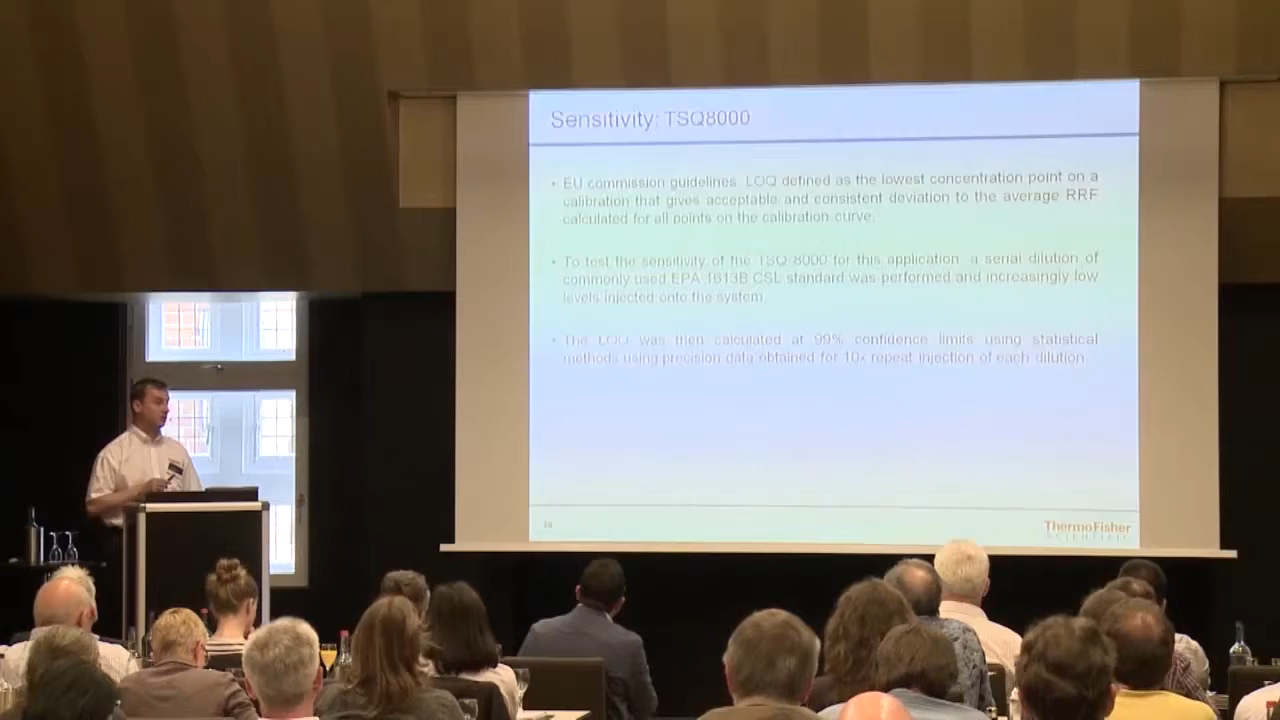 Sensitivity: TSQ8000
• EU commission guidelines. LOQ defined as the lowest concentration point on a
calibration that gives acceptable and consistent deviation to the average RRF
calculated for all points on the calibration curve.
• To test the sensitivity of the TSQ 8000 for this application, a serial dilution of
commonly used EPA 1613B CSL standard was performed and increasingly low
levels injected onto the system.
• The LOQ was then calculated at 99% confidence limits using statistical
methods using precision data obtained for 10x repeat injection of each dilution.
ThermoFisher
SCIENTIFIC